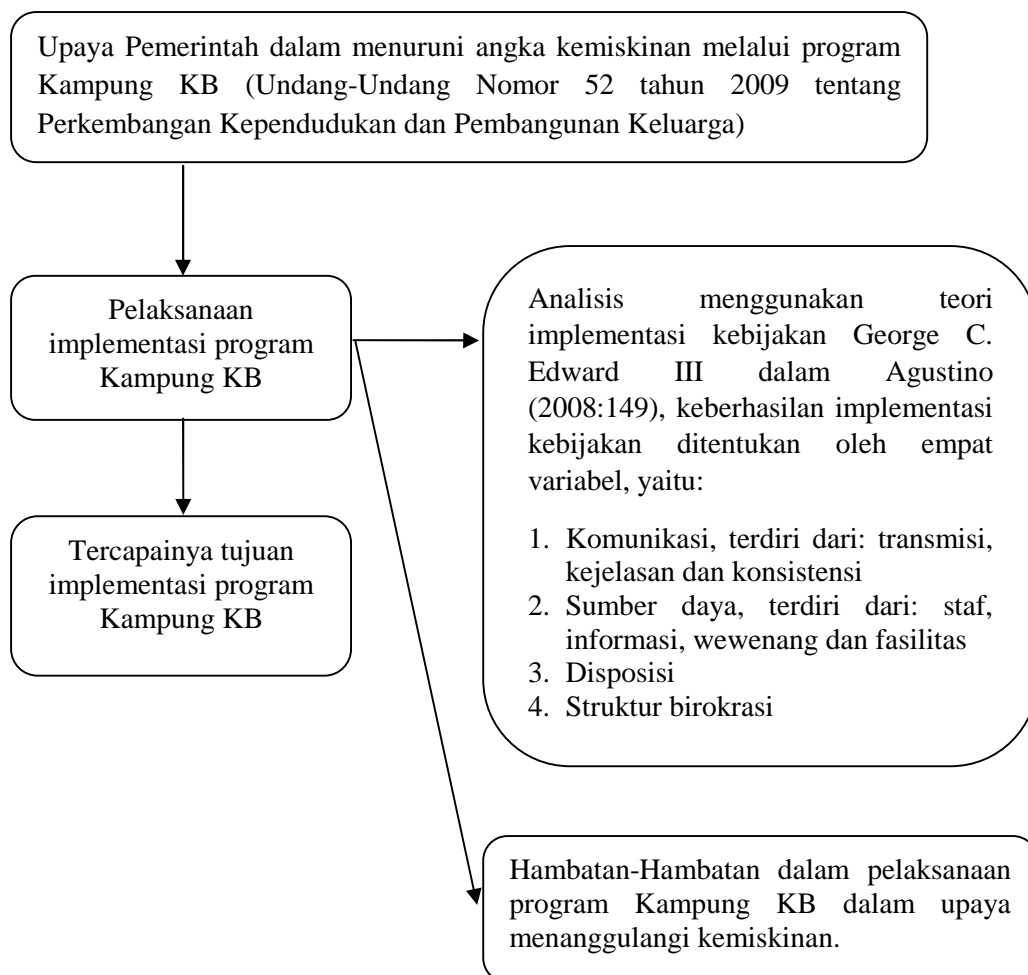 Upaya Pemerintah dalam menuruni angka kemiskinan melalui program
Kampung KB (Undang-Undang Nomor 52 tahun 2009 tentang
Perkembangan Kependudukan dan Pembangunan Keluarga)
Pelaksanaan
implementasi program
Kampung KB
Analisis menggunakan teori
implementasi kebijakan George C.
Edward III dalam Agustino
(2008:149), keberhasilan implementasi
kebijakan ditentukan oleh empat
variabel, yaitu:
1. Komunikasi, terdiri dari: transmisi,
kejelasan dan konsistensi
2. Sumber daya, terdiri dari: staf,
informasi, wewenang dan fasilitas
3. Disposisi
4. Struktur birokrasi
Tercapainya tujuan
implementasi program
Kampung KB
Hambatan-Hambatan dalam pelaksanaan
program Kampung KB dalam upaya
menanggulangi kemiskinan.